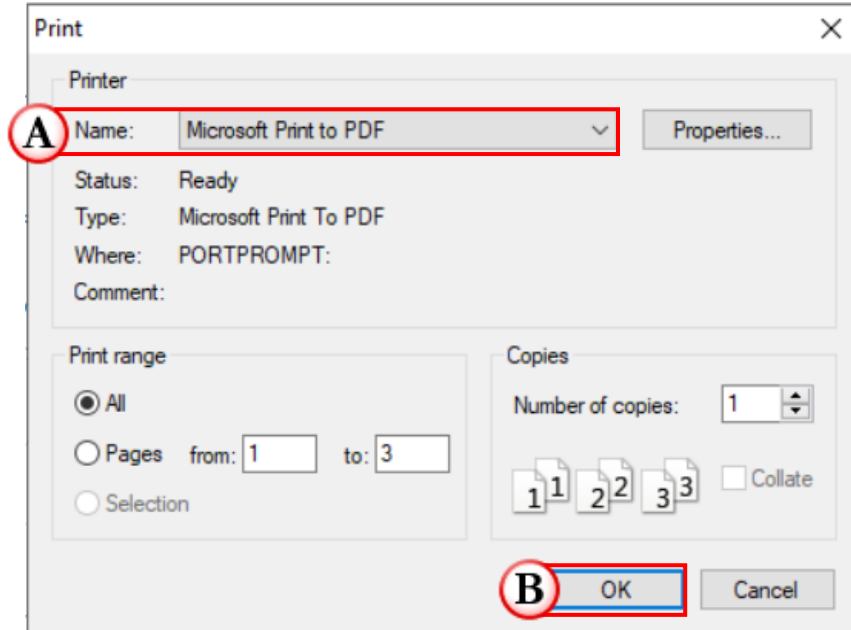 Print
Printer
A Name: Microsoft Print to PDF Properties...
Status: Ready
Type: Microsoft Print To PDF
Where: PORTPROMPT:
Comment:
Print range
All
Pages from: 1 to: 3
Selection
Copies
Number of copies: 1
1 1 2 2 3 3 Collate
B OK Cancel